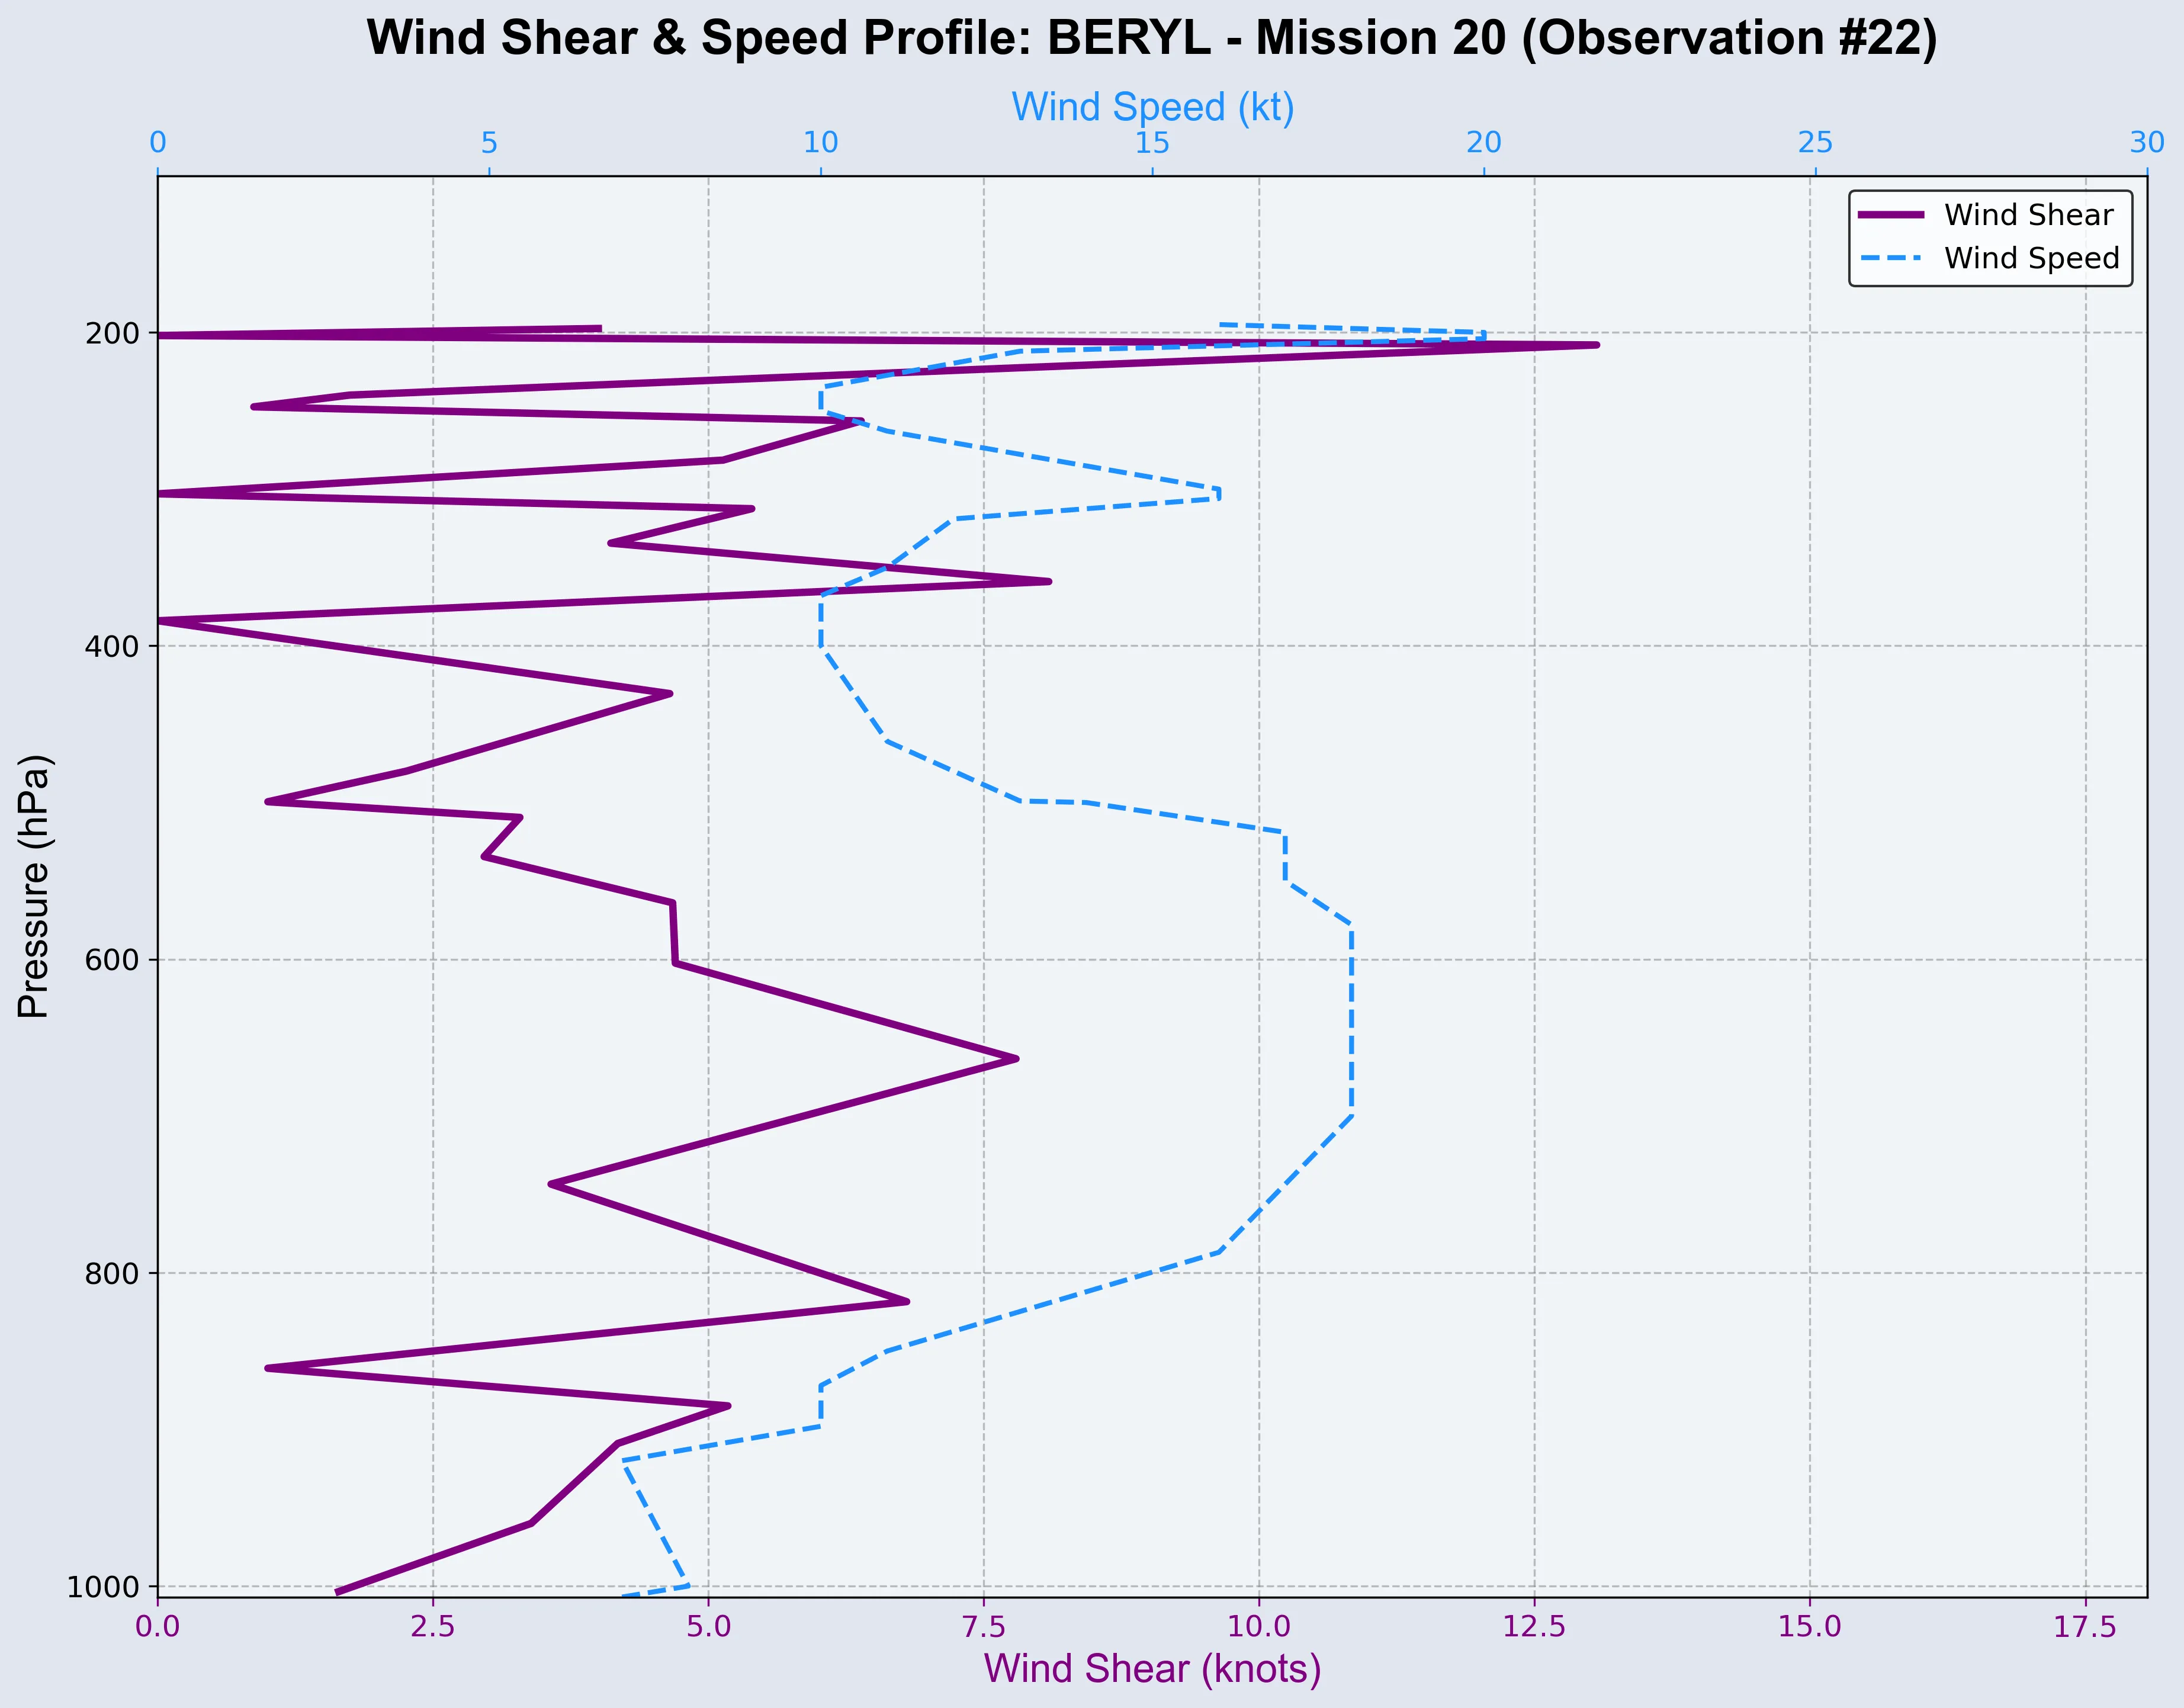 Wind Shear & Speed Profile: BERYL - Mission 20 (Observation #22)
Wind Speed (kt)
0 5 10 15 20 25 30
Wind Shear
Wind Speed
200
400
600
800
1000
Pressure (hPa)
0.0 2.5 5.0 7.5 10.0 12.5 15.0 17.5
Wind Shear (knots)